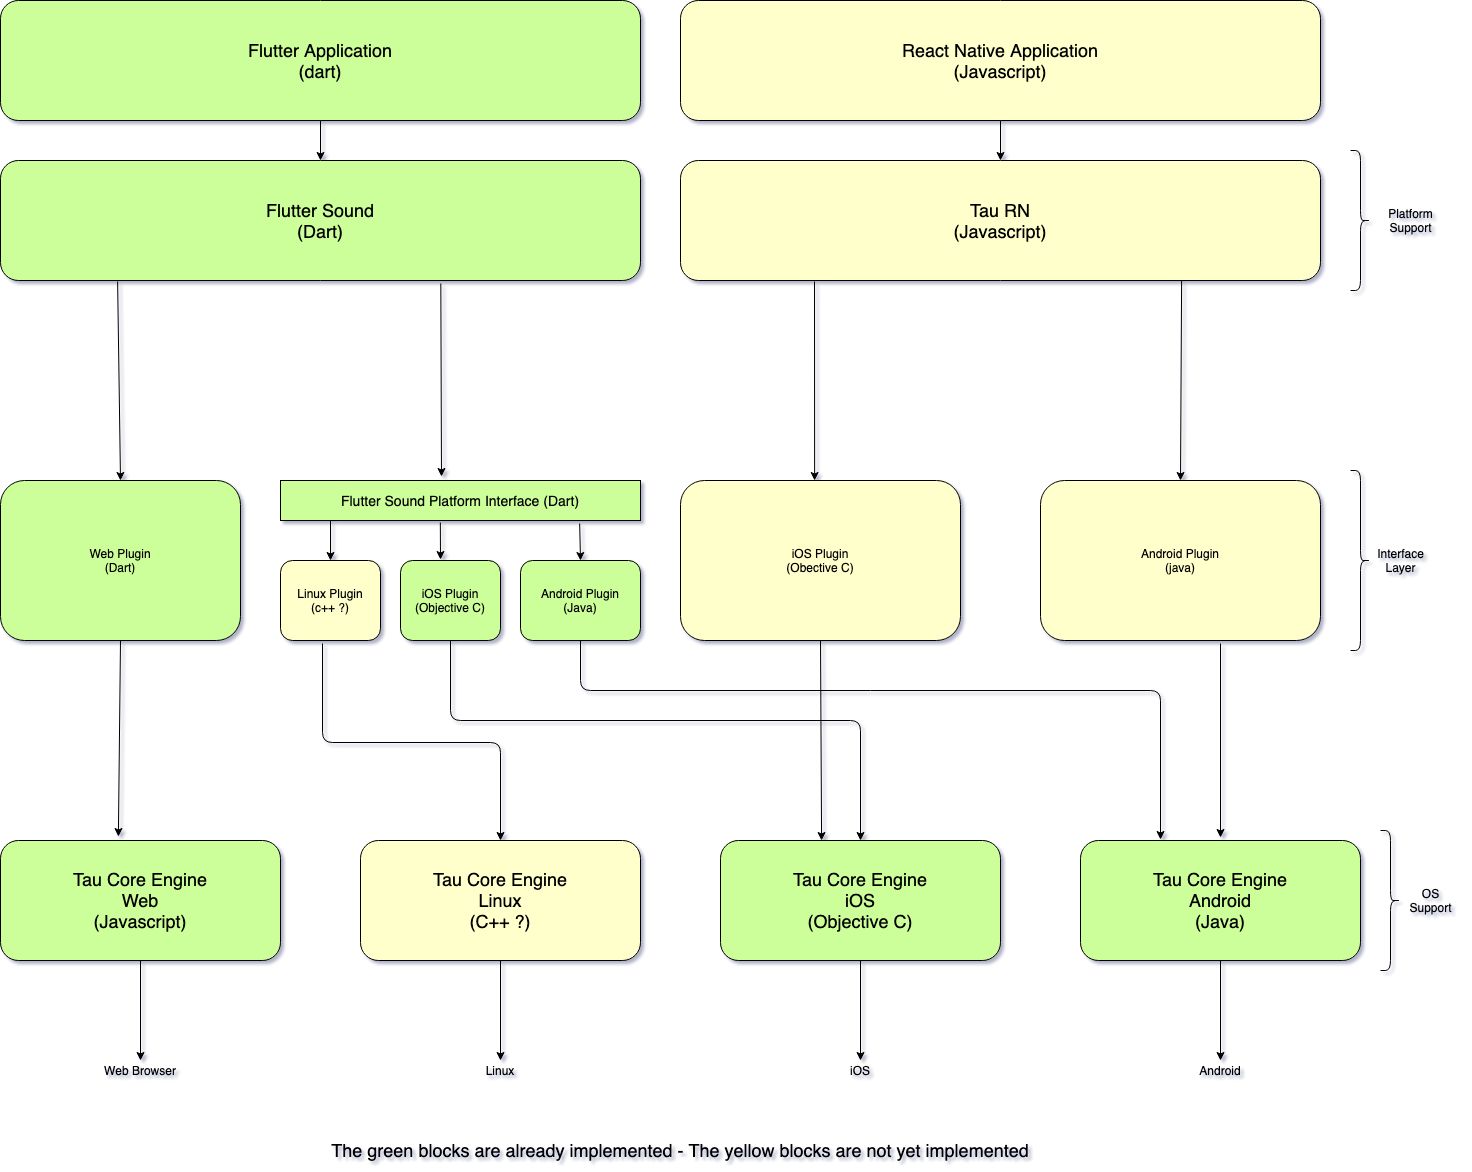 Flutter Application
(dart)
React Native Application
(Javascript)
Flutter Sound
(Dart)
Tau RN
(Javascript)
Platform
Support
Flutter Sound Platform Interface (Dart)
Web Plugin
(Dart)
Linux Plugin
(c++ ?)
iOS Plugin
(Objective C)
Android Plugin
(Java)
iOS Plugin
(Obective C)
Android Plugin
(java)
Interface
Layer
Tau Core Engine
Web
(Javascript)
Tau Core Engine
Linux
(C++ ?)
Tau Core Engine
iOS
(Objective C)
Tau Core Engine
Android
(Java)
OS
Support
Web Browser
Linux
iOS
Android
The green blocks are already implemented - The yellow blocks are not yet implemented